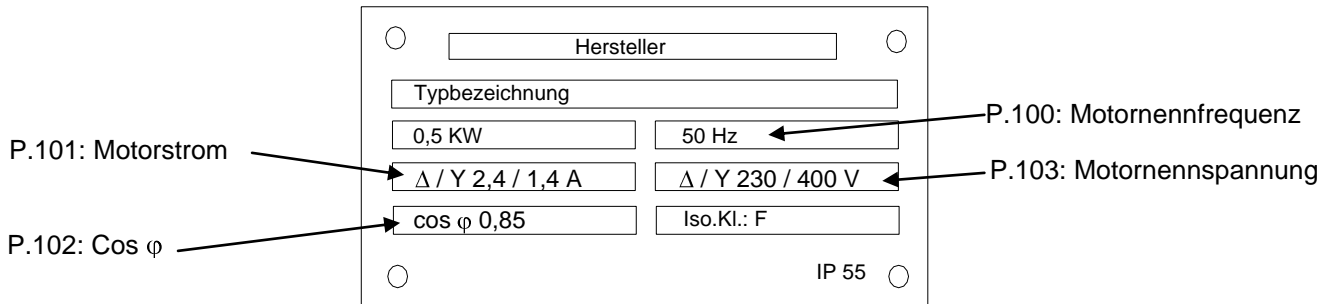 Hersteller
Typbezeichnung
P.100: Motornennfrequenz
0,5 KW
50 Hz
P.101: Motorstrom
Δ / Y 2,4 / 1,4 A
Δ / Y 230 / 400 V
P.103: Motornennspannung
cos φ 0,85
Iso.Kl.: F
P.102: Cos φ
IP 55